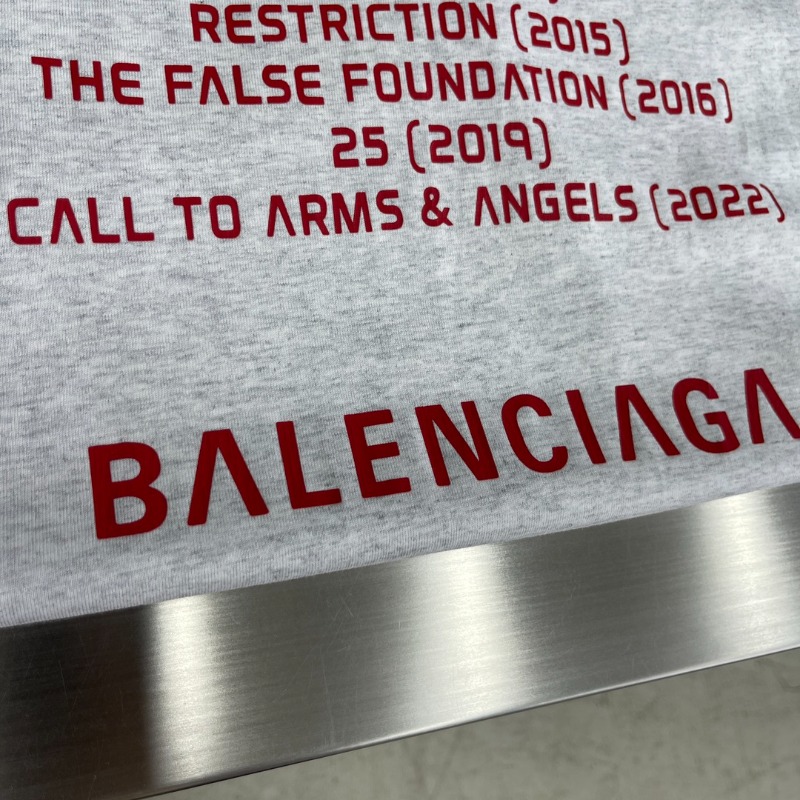 RESTRICTION (2015)
THE FALSE FOUNDATION (2016)
25 (2019)
CALL TO ARMS & ANGELS (2022)
BALENCIAGA